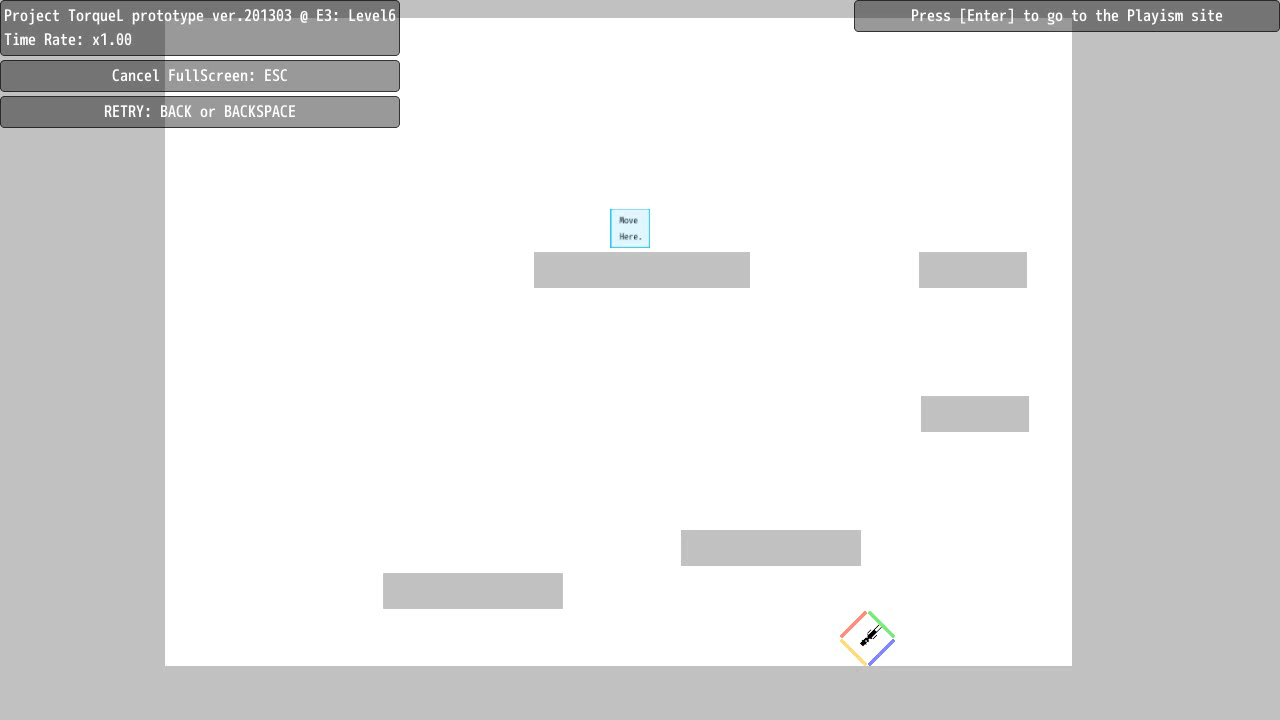 Project TorqueL prototype ver.201303 @ E3: Level6
Time Rate: x1.00
Cancel FullScreen: ESC
RETRY: BACK or BACKSPACE
Press [Enter] to go to the Playism site
Move
Here.